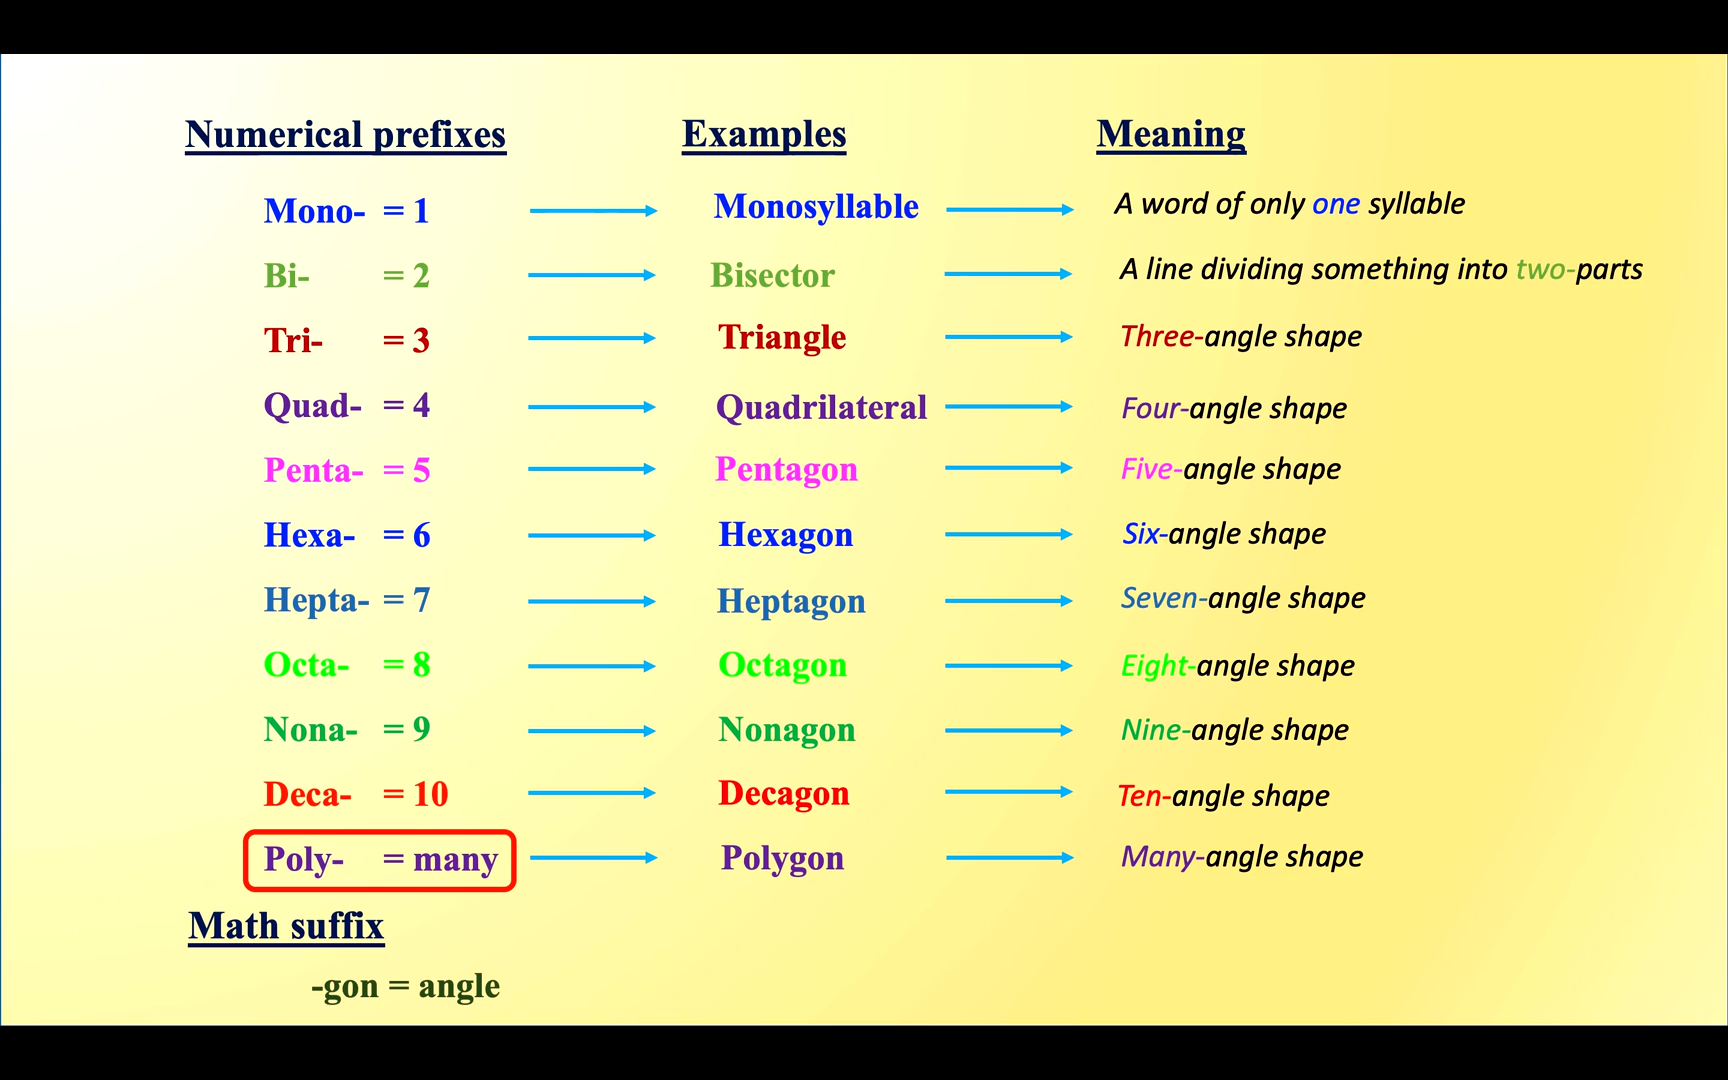 Numerical prefixes Examples Meaning
Mono- = 1 Monosyllable A word of only one syllable
Bi- = 2 Bisector A line dividing something into two-parts
Tri- = 3 Triangle Three-angle shape
Quad- = 4 Quadrilateral Four-angle shape
Penta- = 5 Pentagon Five-angle shape
Hexa- = 6 Hexagon Six-angle shape
Hepta- = 7 Heptagon Seven-angle shape
Octa- = 8 Octagon Eight-angle shape
Nona- = 9 Nonagon Nine-angle shape
Deca- = 10 Decagon Ten-angle shape
Poly- = many Polygon Many-angle shape
Math suffix
-gon = angle